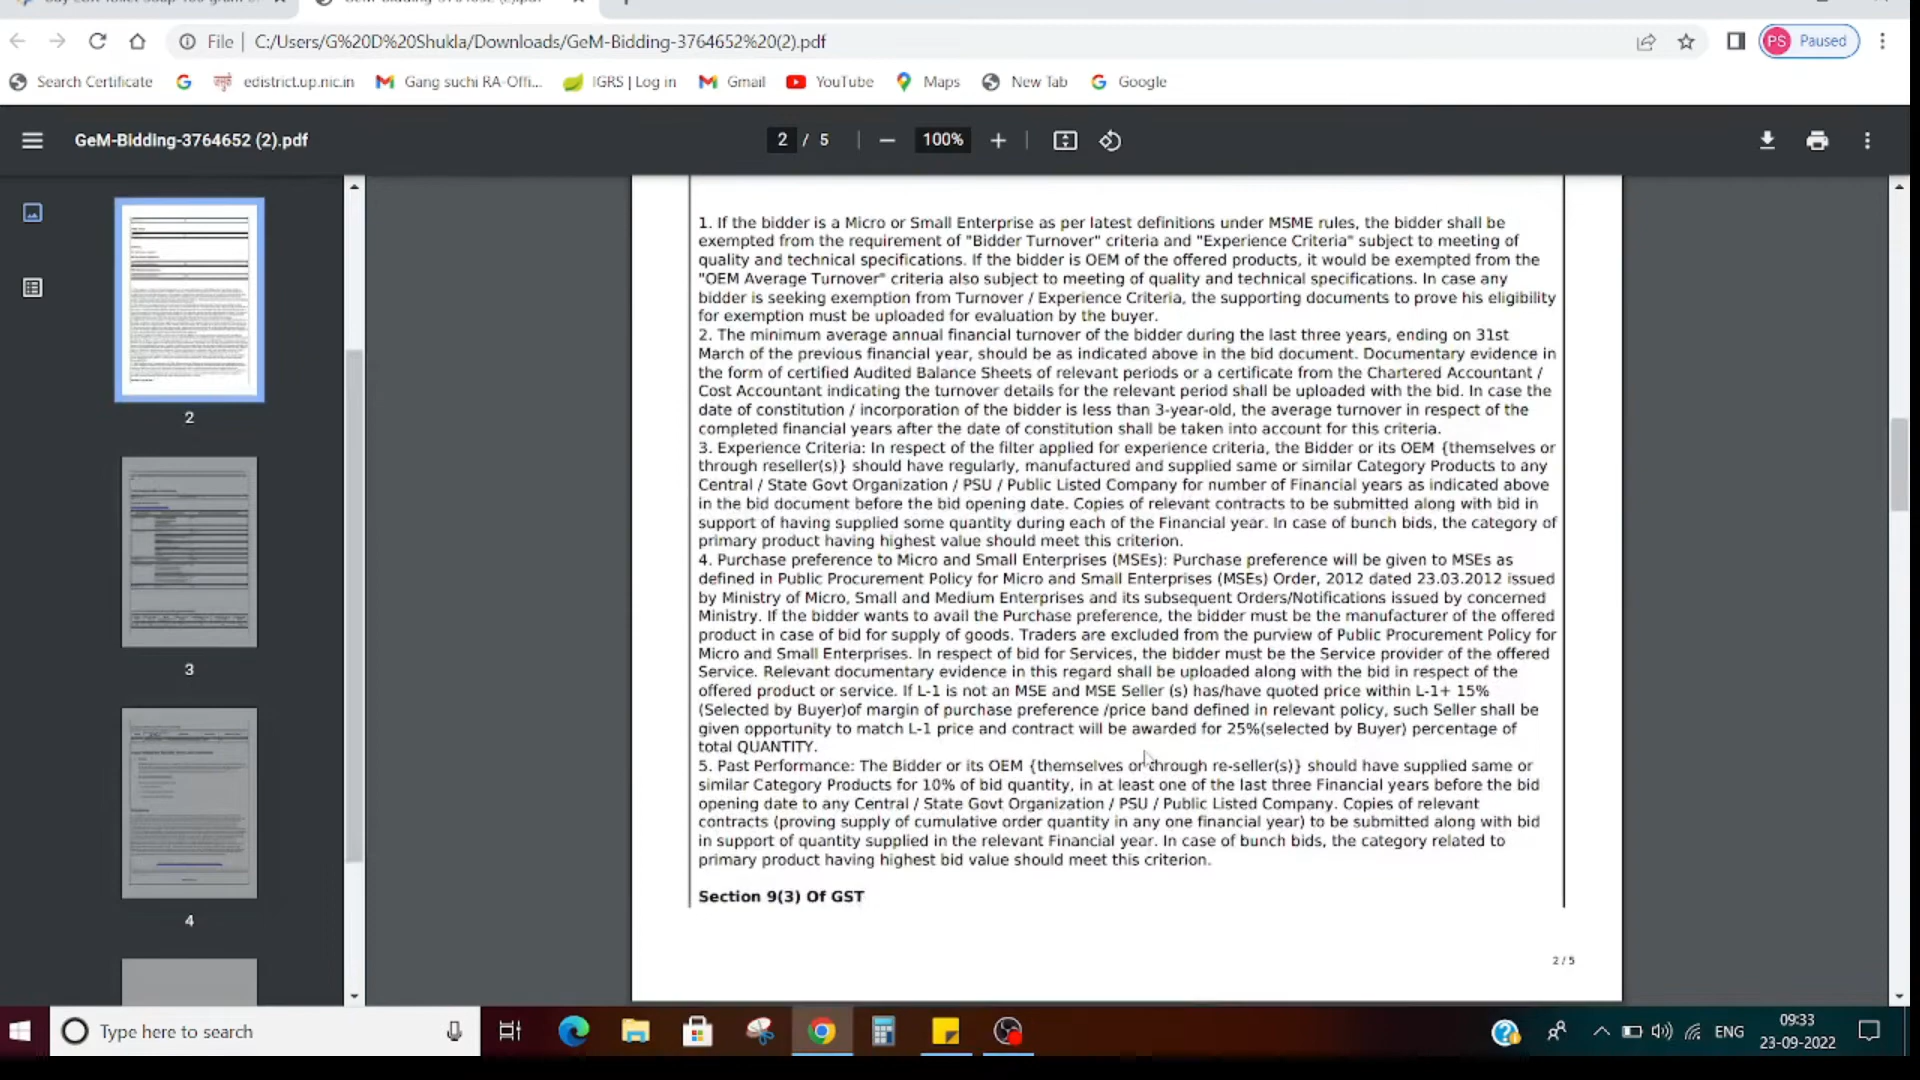 File C:/Users/G%20D%20Shukla/Downloads/GeM-Bidding-3764652%20(2).pdf
PS Paused
Search Certificate
edistrict.up.nic.in
Gang suchi RA-Offi...
IGRS | Log in
Gmail
YouTube
Maps
New Tab
Google
GeM-Bidding-3764652 (2).pdf
2 / 5
100%
2
3
4
1. If the bidder is a Micro or Small Enterprise as per latest definitions under MSME rules, the bidder shall be
exempted from the requirement of "Bidder Turnover" criteria and "Experience Criteria" subject to meeting of
quality and technical specifications. If the bidder is OEM of the offered products, it would be exempted from the
"OEM Average Turnover" criteria also subject to meeting of quality and technical specifications. In case any
bidder is seeking exemption from Turnover / Experience Criteria, the supporting documents to prove his eligibility
for exemption must be uploaded for evaluation by the buyer.
2. The minimum average annual financial turnover of the bidder during the last three years, ending on 31st
March of the previous financial year, should be as indicated above in the bid document. Documentary evidence in
the form of certified Audited Balance Sheets of relevant periods or a certificate from the Chartered Accountant /
Cost Accountant indicating the turnover details for the relevant period shall be uploaded with the bid. In case the
date of constitution / incorporation of the bidder is less than 3-year-old, the average turnover in respect of the
completed financial years after the date of constitution shall be taken into account for this criteria.
3. Experience Criteria: In respect of the filter applied for experience criteria, the Bidder or its OEM {themselves or
through reseller(s)} should have regularly, manufactured and supplied same or similar Category Products to any
Central / State Govt Organization / PSU / Public Listed Company for number of Financial years as indicated above
in the bid document before the bid opening date. Copies of relevant contracts to be submitted along with bid in
support of having supplied some quantity during each of the Financial year. In case of bunch bids, the category of
primary product having highest value should meet this criterion.
4. Purchase preference to Micro and Small Enterprises (MSEs): Purchase preference will be given to MSEs as
defined in Public Procurement Policy for Micro and Small Enterprises (MSEs) Order, 2012 dated 23.03.2012 issued
by Ministry of Micro, Small and Medium Enterprises and its subsequent Orders/Notifications issued by concerned
Ministry. If the bidder wants to avail the Purchase preference, the bidder must be the manufacturer of the offered
product in case of bid for supply of goods. Traders are excluded from the purview of Public Procurement Policy for
Micro and Small Enterprises. In respect of bid for Services, the bidder must be the Service provider of the offered
Service. Relevant documentary evidence in this regard shall be uploaded along with the bid in respect of the
offered product or service. If L-1 is not an MSE and MSE Seller (s) has/have quoted price within L-1+ 15%
(Selected by Buyer)of margin of purchase preference /price band defined in relevant policy, such Seller shall be
given opportunity to match L-1 price and contract will be awarded for 25%(selected by Buyer) percentage of
total QUANTITY.
5. Past Performance: The Bidder or its OEM {themselves or through re-seller(s)} should have supplied same or
similar Category Products for 10% of bid quantity, in at least one of the last three Financial years before the bid
opening date to any Central / State Govt Organization / PSU / Public Listed Company. Copies of relevant
contracts (proving supply of cumulative order quantity in any one financial year) to be submitted along with bid
in support of quantity supplied in the relevant Financial year. In case of bunch bids, the category related to
primary product having highest bid value should meet this criterion.
Section 9(3) Of GST
2 / 5
Type here to search
ENG
09:33
23-09-2022